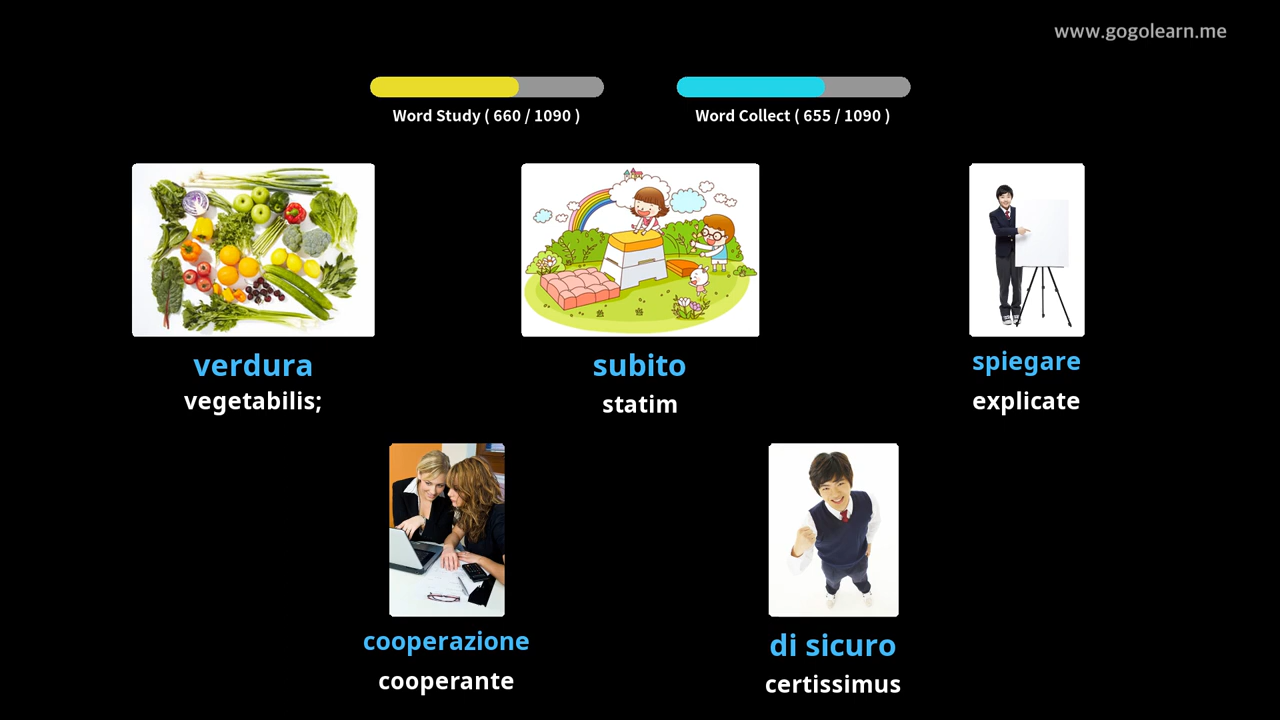 www.gogolearn.me
Word Study ( 660 / 1090 )
Word Collect ( 655 / 1090 )
verdura
vegetabilis;
subito
statim
spiegare
explicate
cooperazione
cooperante
di sicuro
certissimus